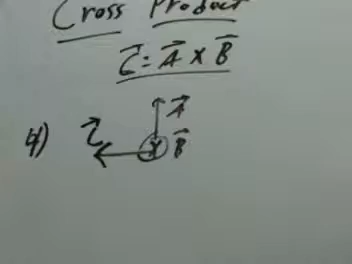 Cross Product
C⃗ = A⃗ x B⃗
4) C⃗ A⃗
x B⃗